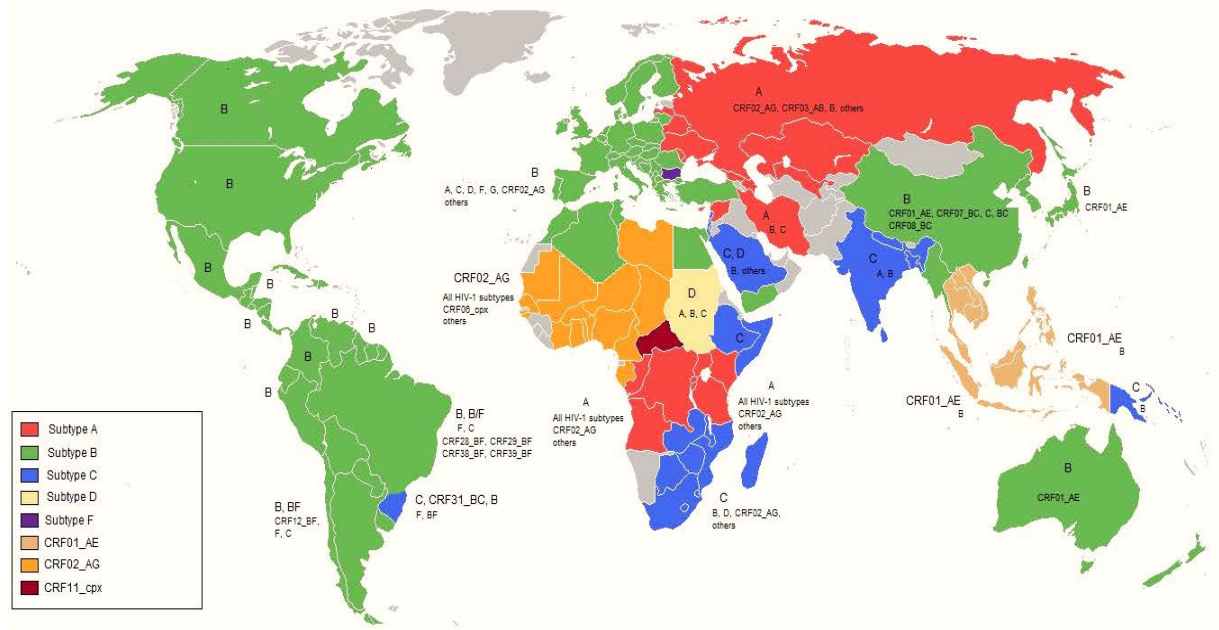 B
A
CRF02_AG, CRF03_AB, B, others
B
B
A, C, D, F, G, CRF02_AG
others
B
CRF01_AE, CRF07_BC, C, BC
CRF08_BC
B
CRF01_AE
A
B, C
C, D
B, others
C
A, B
B
B
B
B
B
CRF02_AG
All HIV-1 subtypes
CRF06_cpx
others
D
A, B, C
C
B
B
CRF01_AE
B
CRF01_AE
B
C
B
A
All HIV-1 subtypes
CRF02_AG
others
A
All HIV-1 subtypes
CRF02_AG
others
B, B/F
F, C
CRF28_BF, CRF29_BF
CRF38_BF, CRF39_BF
B
CRF01_AE
C, CRF31_BC, B
F, BF
B, BF
CRF12_BF,
F, C
C
B, D, CRF02_AG,
others
Subtype A
Subtype B
Subtype C
Subtype D
Subtype F
CRF01_AE
CRF02_AG
CRF11_cpx